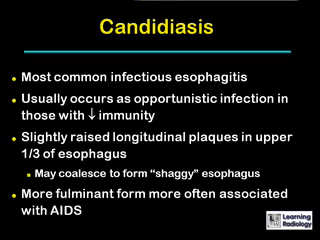 Candidiasis
Most common infectious esophagitis
Usually occurs as opportunistic infection in
those with ↓ immunity
Slightly raised longitudinal plaques in upper
1/3 of esophagus
May coalesce to form “shaggy” esophagus
More fulminant form more often associated
with AIDS
Learning
Radiology